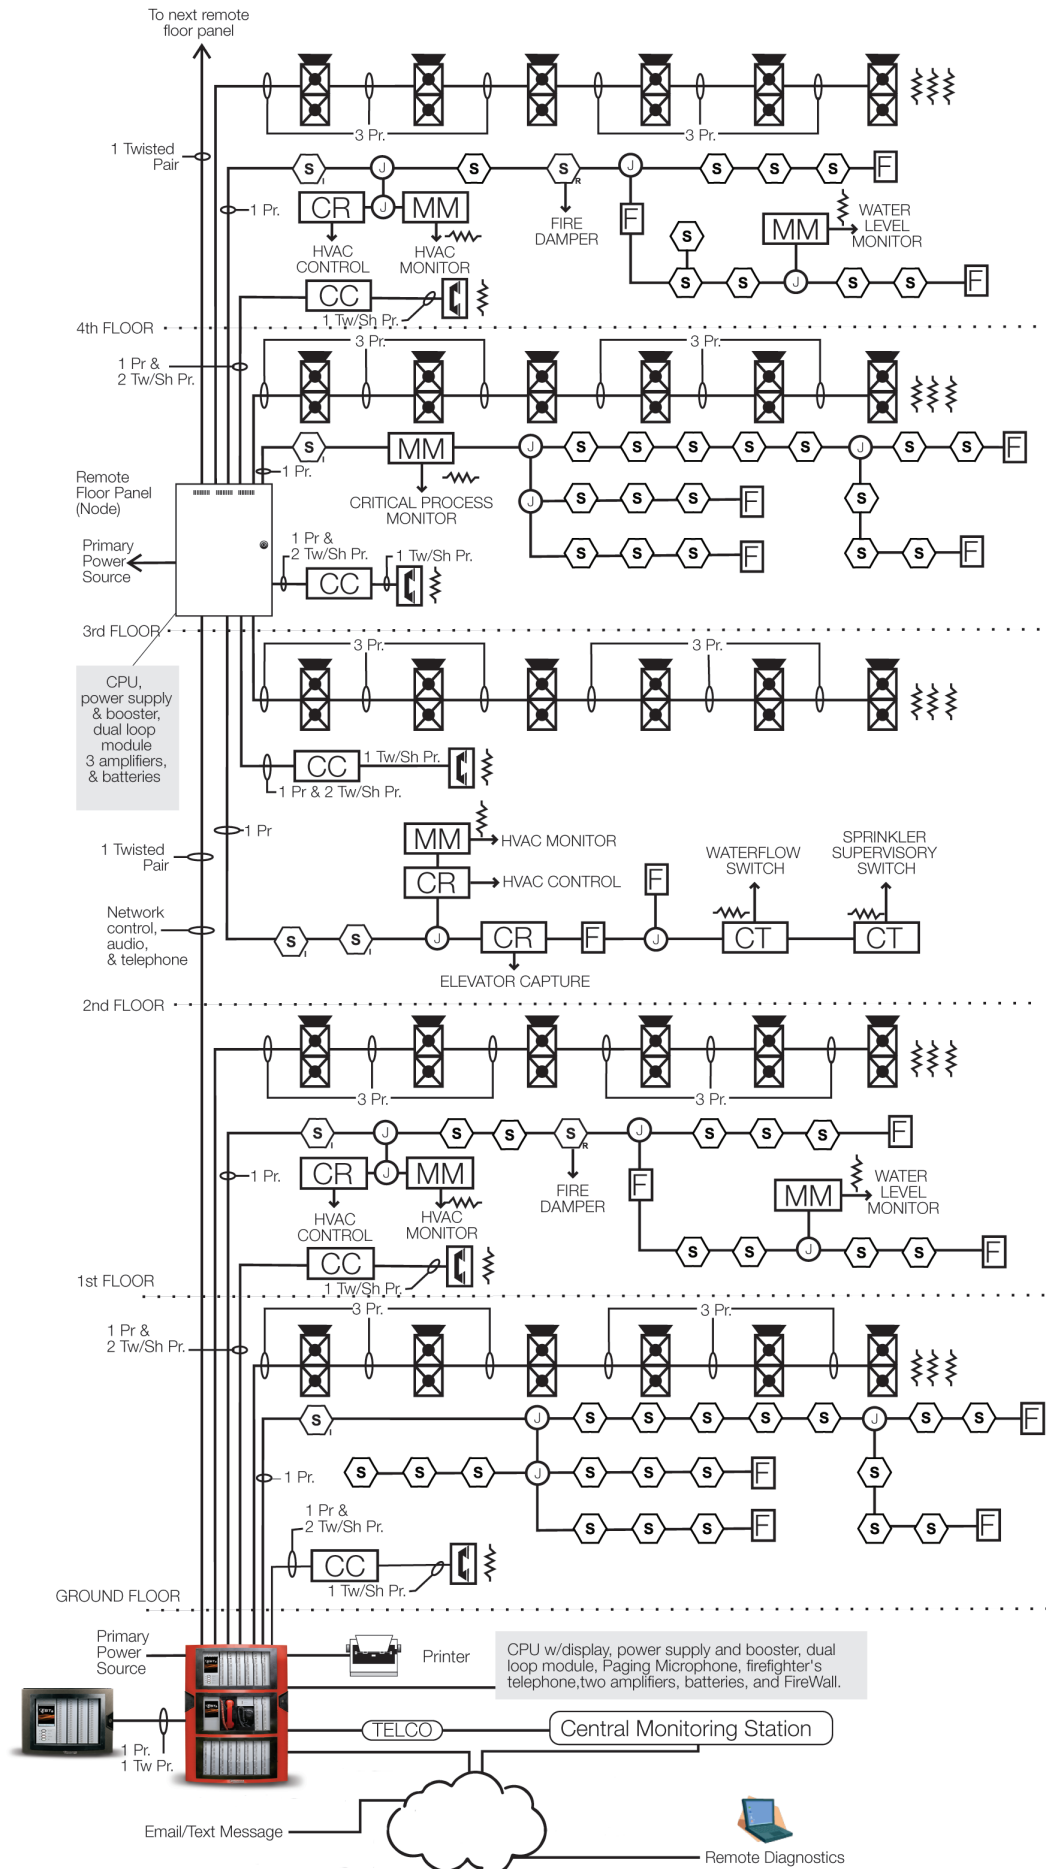 To next remote
floor panel
3 Pr.
3 Pr.
1 Twisted
Pair
S I
J
S
S R
J
S
S
S
F
1 Pr.
CR
J
MM
FIRE
DAMPER
F
MM
WATER
LEVEL
MONITOR
HVAC
CONTROL
HVAC
MONITOR
S
S
S
J
S
S
F
CC
1 Tw/Sh Pr.
4th FLOOR
3 Pr.
3 Pr.
1 Pr &
2 Tw/Sh Pr.
S I
MM
J
S
S
S
S
S
J
S
S
F
1 Pr.
Remote
Floor Panel
(Node)
CRITICAL PROCESS
MONITOR
J
S
S
S
F
S
Primary
Power
Source
1 Pr &
2 Tw/Sh Pr.
1 Tw/Sh Pr.
CC
S
S
S
F
S
S
F
3rd FLOOR
3 Pr.
3 Pr.
CPU,
power supply
& booster,
dual loop
module
3 amplifiers,
& batteries
CC
1 Tw/Sh Pr.
1 Pr & 2 Tw/Sh Pr.
1 Pr
1 Twisted
Pair
MM
HVAC MONITOR
CR
HVAC CONTROL
F
WATERFLOW
SWITCH
SPRINKLER
SUPERVISORY
SWITCH
Network
control,
audio,
& telephone
S I
S I
J
CR
F
J
CT
CT
ELEVATOR CAPTURE
2nd FLOOR
3 Pr.
3 Pr.
S I
J
S
S
S R
J
S
S
S
F
1 Pr.
CR
J
MM
FIRE
DAMPER
F
MM
WATER
LEVEL
MONITOR
HVAC
CONTROL
HVAC
MONITOR
S
S
J
S
S
F
CC
1 Tw/Sh Pr.
1st FLOOR
3 Pr.
3 Pr.
1 Pr &
2 Tw/Sh Pr.
S I
J
S
S
S
S
S
J
S
S
F
1 Pr.
S
S
S
J
S
S
S
F
S
1 Pr &
2 Tw/Sh Pr.
S
S
S
F
S
S
F
CC
1 Tw/Sh Pr.
GROUND FLOOR
Primary
Power
Source
Printer
CPU w/display, power supply and booster, dual
loop module, Paging Microphone, firefighter's
telephone,two amplifiers, batteries, and FireWall.
1 Pr.
1 Tw Pr.
TELCO
Central Monitoring Station
Email/Text Message
Remote Diagnostics